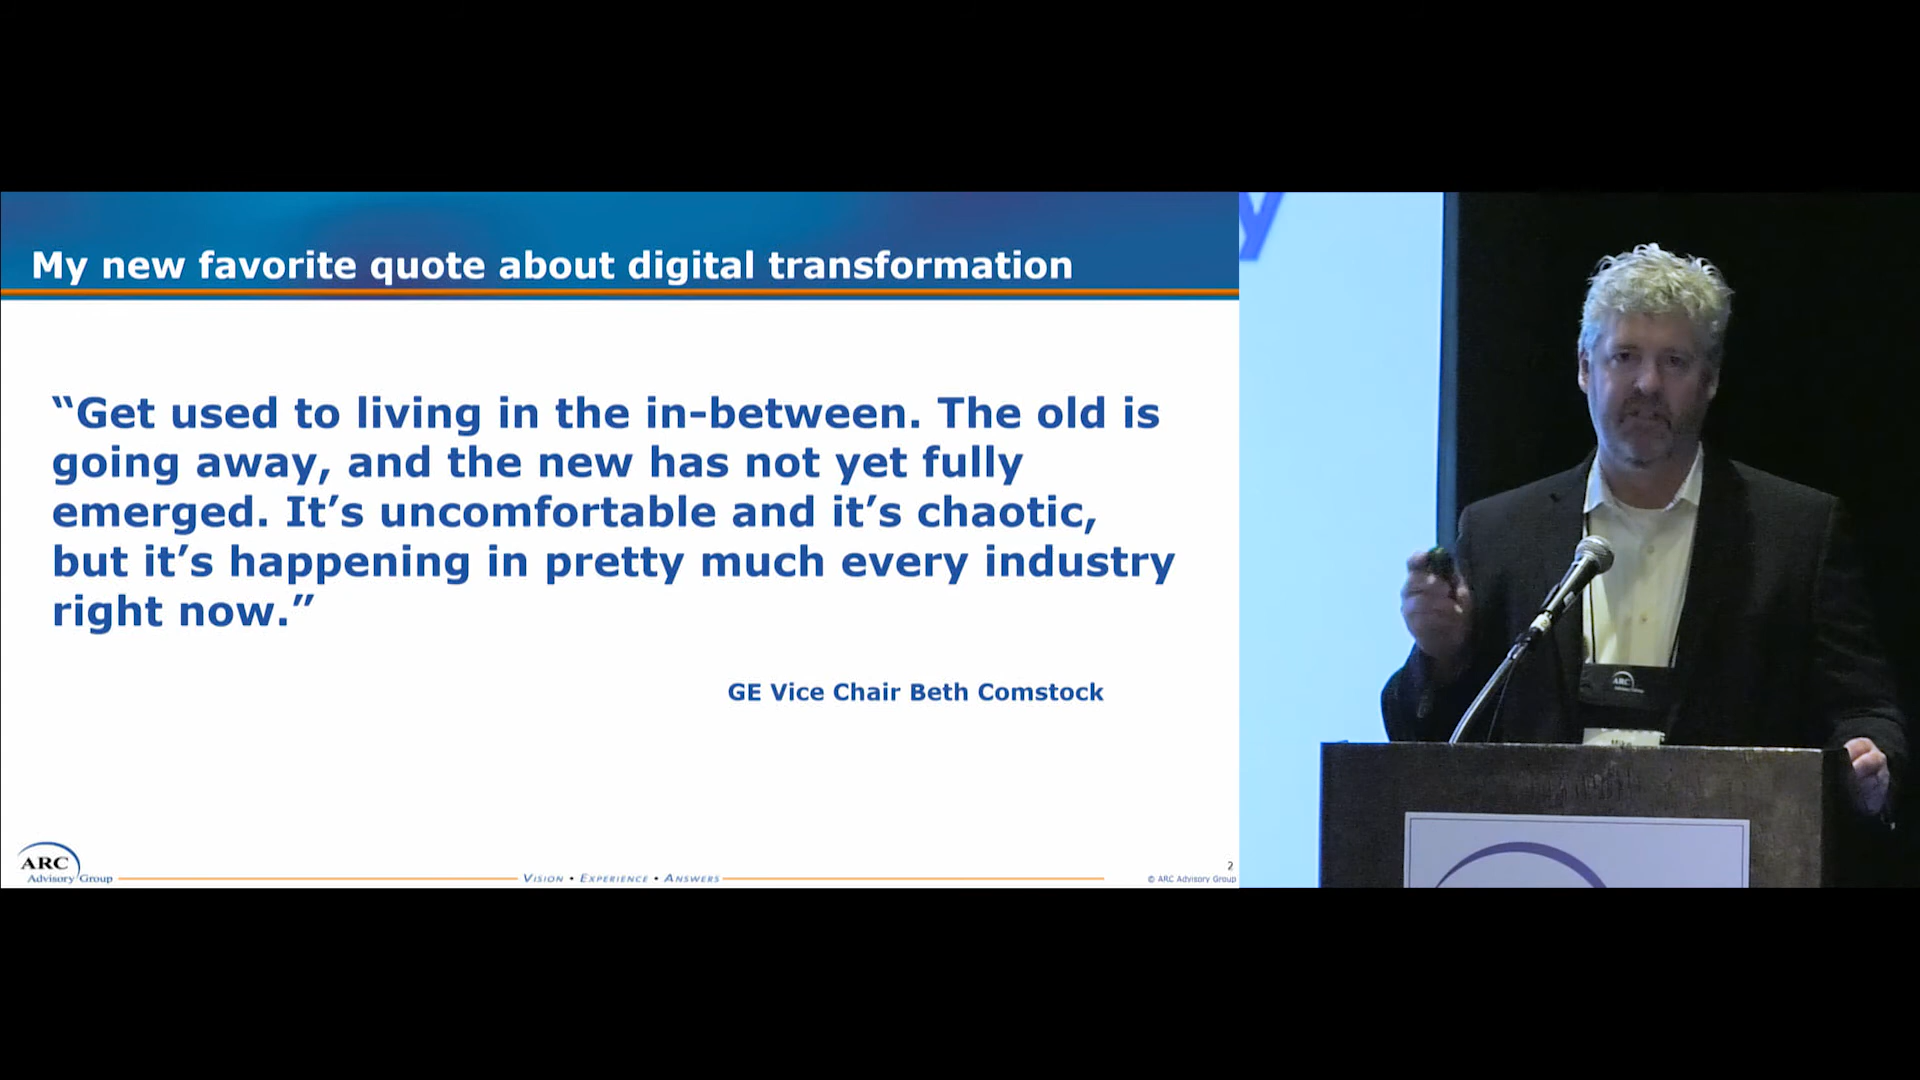 My new favorite quote about digital transformation
“Get used to living in the in-between. The old is
going away, and the new has not yet fully
emerged. It’s uncomfortable and it’s chaotic,
but it’s happening in pretty much every industry
right now.”
GE Vice Chair Beth Comstock
ARC
Advisory Group
VISION • EXPERIENCE • ANSWERS
2
© ARC Advisory Group
y
ARC
Advisory Group